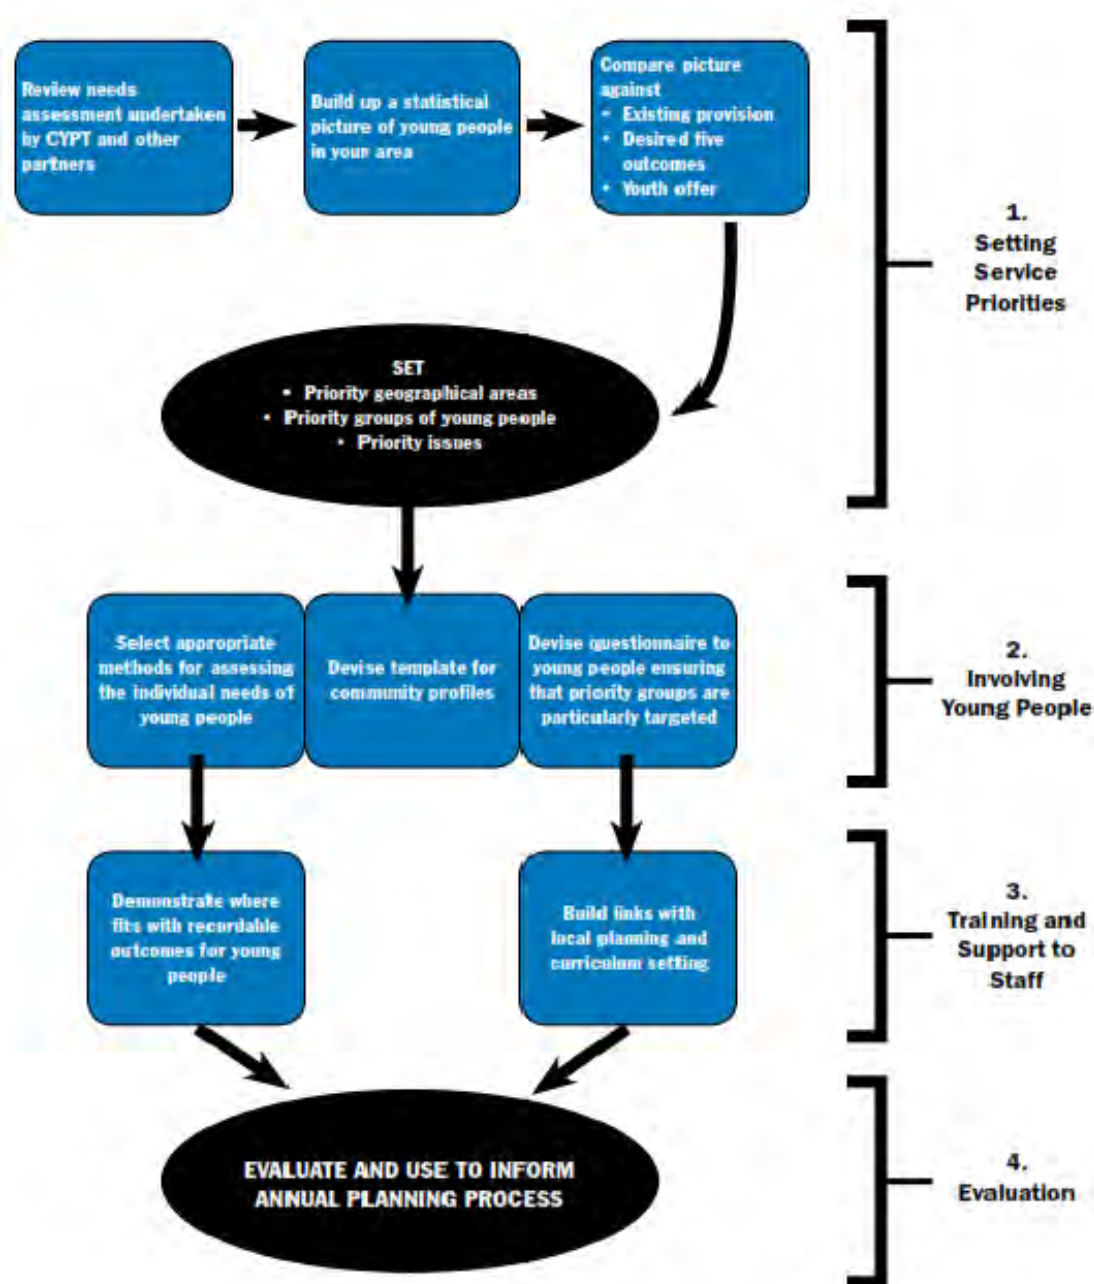 Review needs
assessment undertaken
by CYPT and other
partners
Build up a statistical
picture of young people
in your area
Compare picture
against
• Existing provision
• Desired five
outcomes
• Youth offer
1.
Setting
Service
Priorities
SET
• Priority geographical areas
• Priority groups of young people
• Priority issues
Select appropriate
methods for assessing
the individual needs of
young people
Devise template for
community profiles
Devise questionnaire to
young people ensuring
that priority groups are
particularly targeted
2.
Involving
Young People
Demonstrate where
fits with recordable
outcomes for young
people
Build links with
local planning and
curriculum setting
3.
Training and
Support to
Staff
EVALUATE AND USE TO INFORM
ANNUAL PLANNING PROCESS
4.
Evaluation